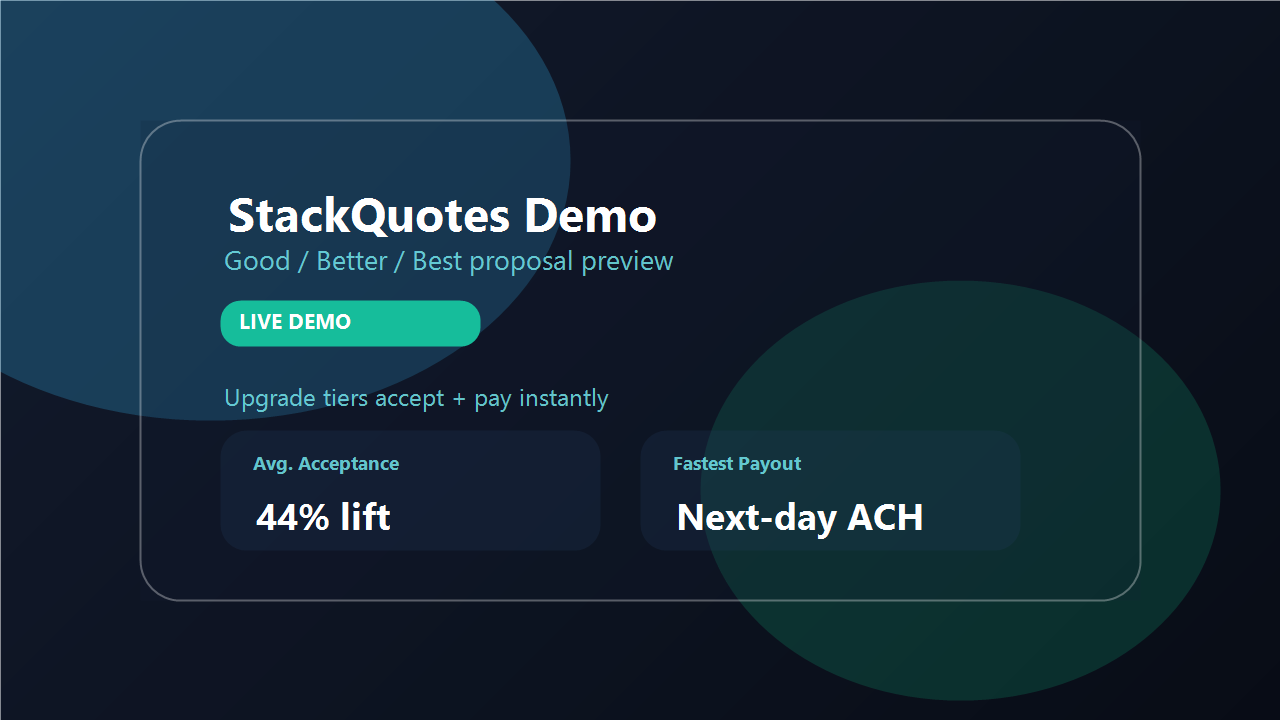 StackQuotes Demo
Good / Better / Best proposal preview
LIVE DEMO
Upgrade tiers accept + pay instantly
Avg. Acceptance
44% lift
Fastest Payout
Next-day ACH